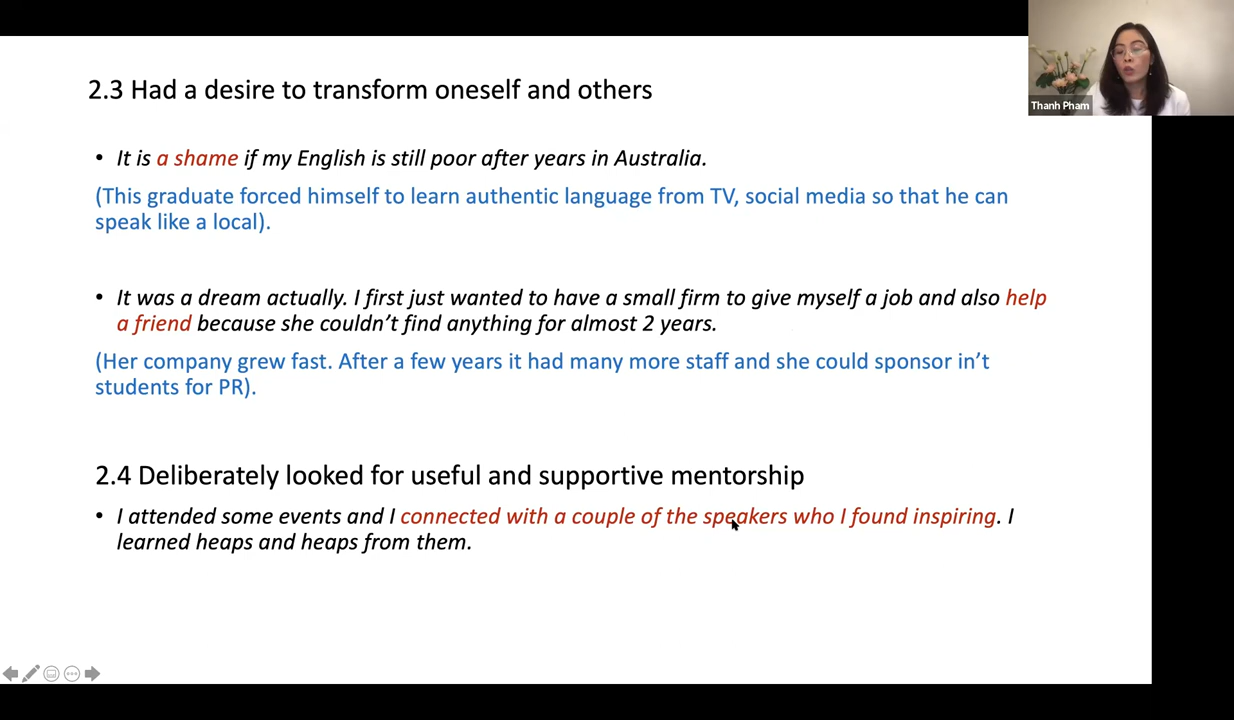 2.3 Had a desire to transform oneself and others
Thanh Pham
• It is a shame if my English is still poor after years in Australia.
(This graduate forced himself to learn authentic language from TV, social media so that he can
speak like a local).
• It was a dream actually. I first just wanted to have a small firm to give myself a job and also help
a friend because she couldn’t find anything for almost 2 years.
(Her company grew fast. After a few years it had many more staff and she could sponsor in’t
students for PR).
2.4 Deliberately looked for useful and supportive mentorship
• I attended some events and I connected with a couple of the speakers who I found inspiring. I
learned heaps and heaps from them.